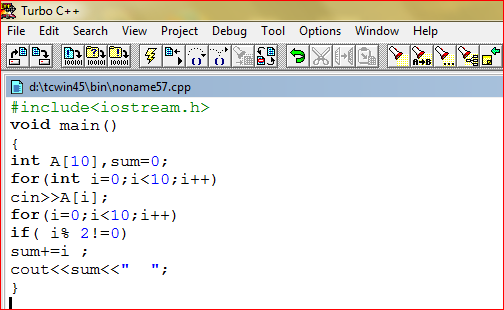 Turbo C++
File Edit Search View Project Debug Tool Options Window Help
d:\tcwin45\bin\noname57.cpp
#include<iostream.h>
void main()
{
int A[10],sum=0;
for(int i=0;i<10;i++)
cin>>A[i];
for(i=0;i<10;i++)
if( i% 2!=0)
sum+=i ;
cout<<sum<<"  ";
}